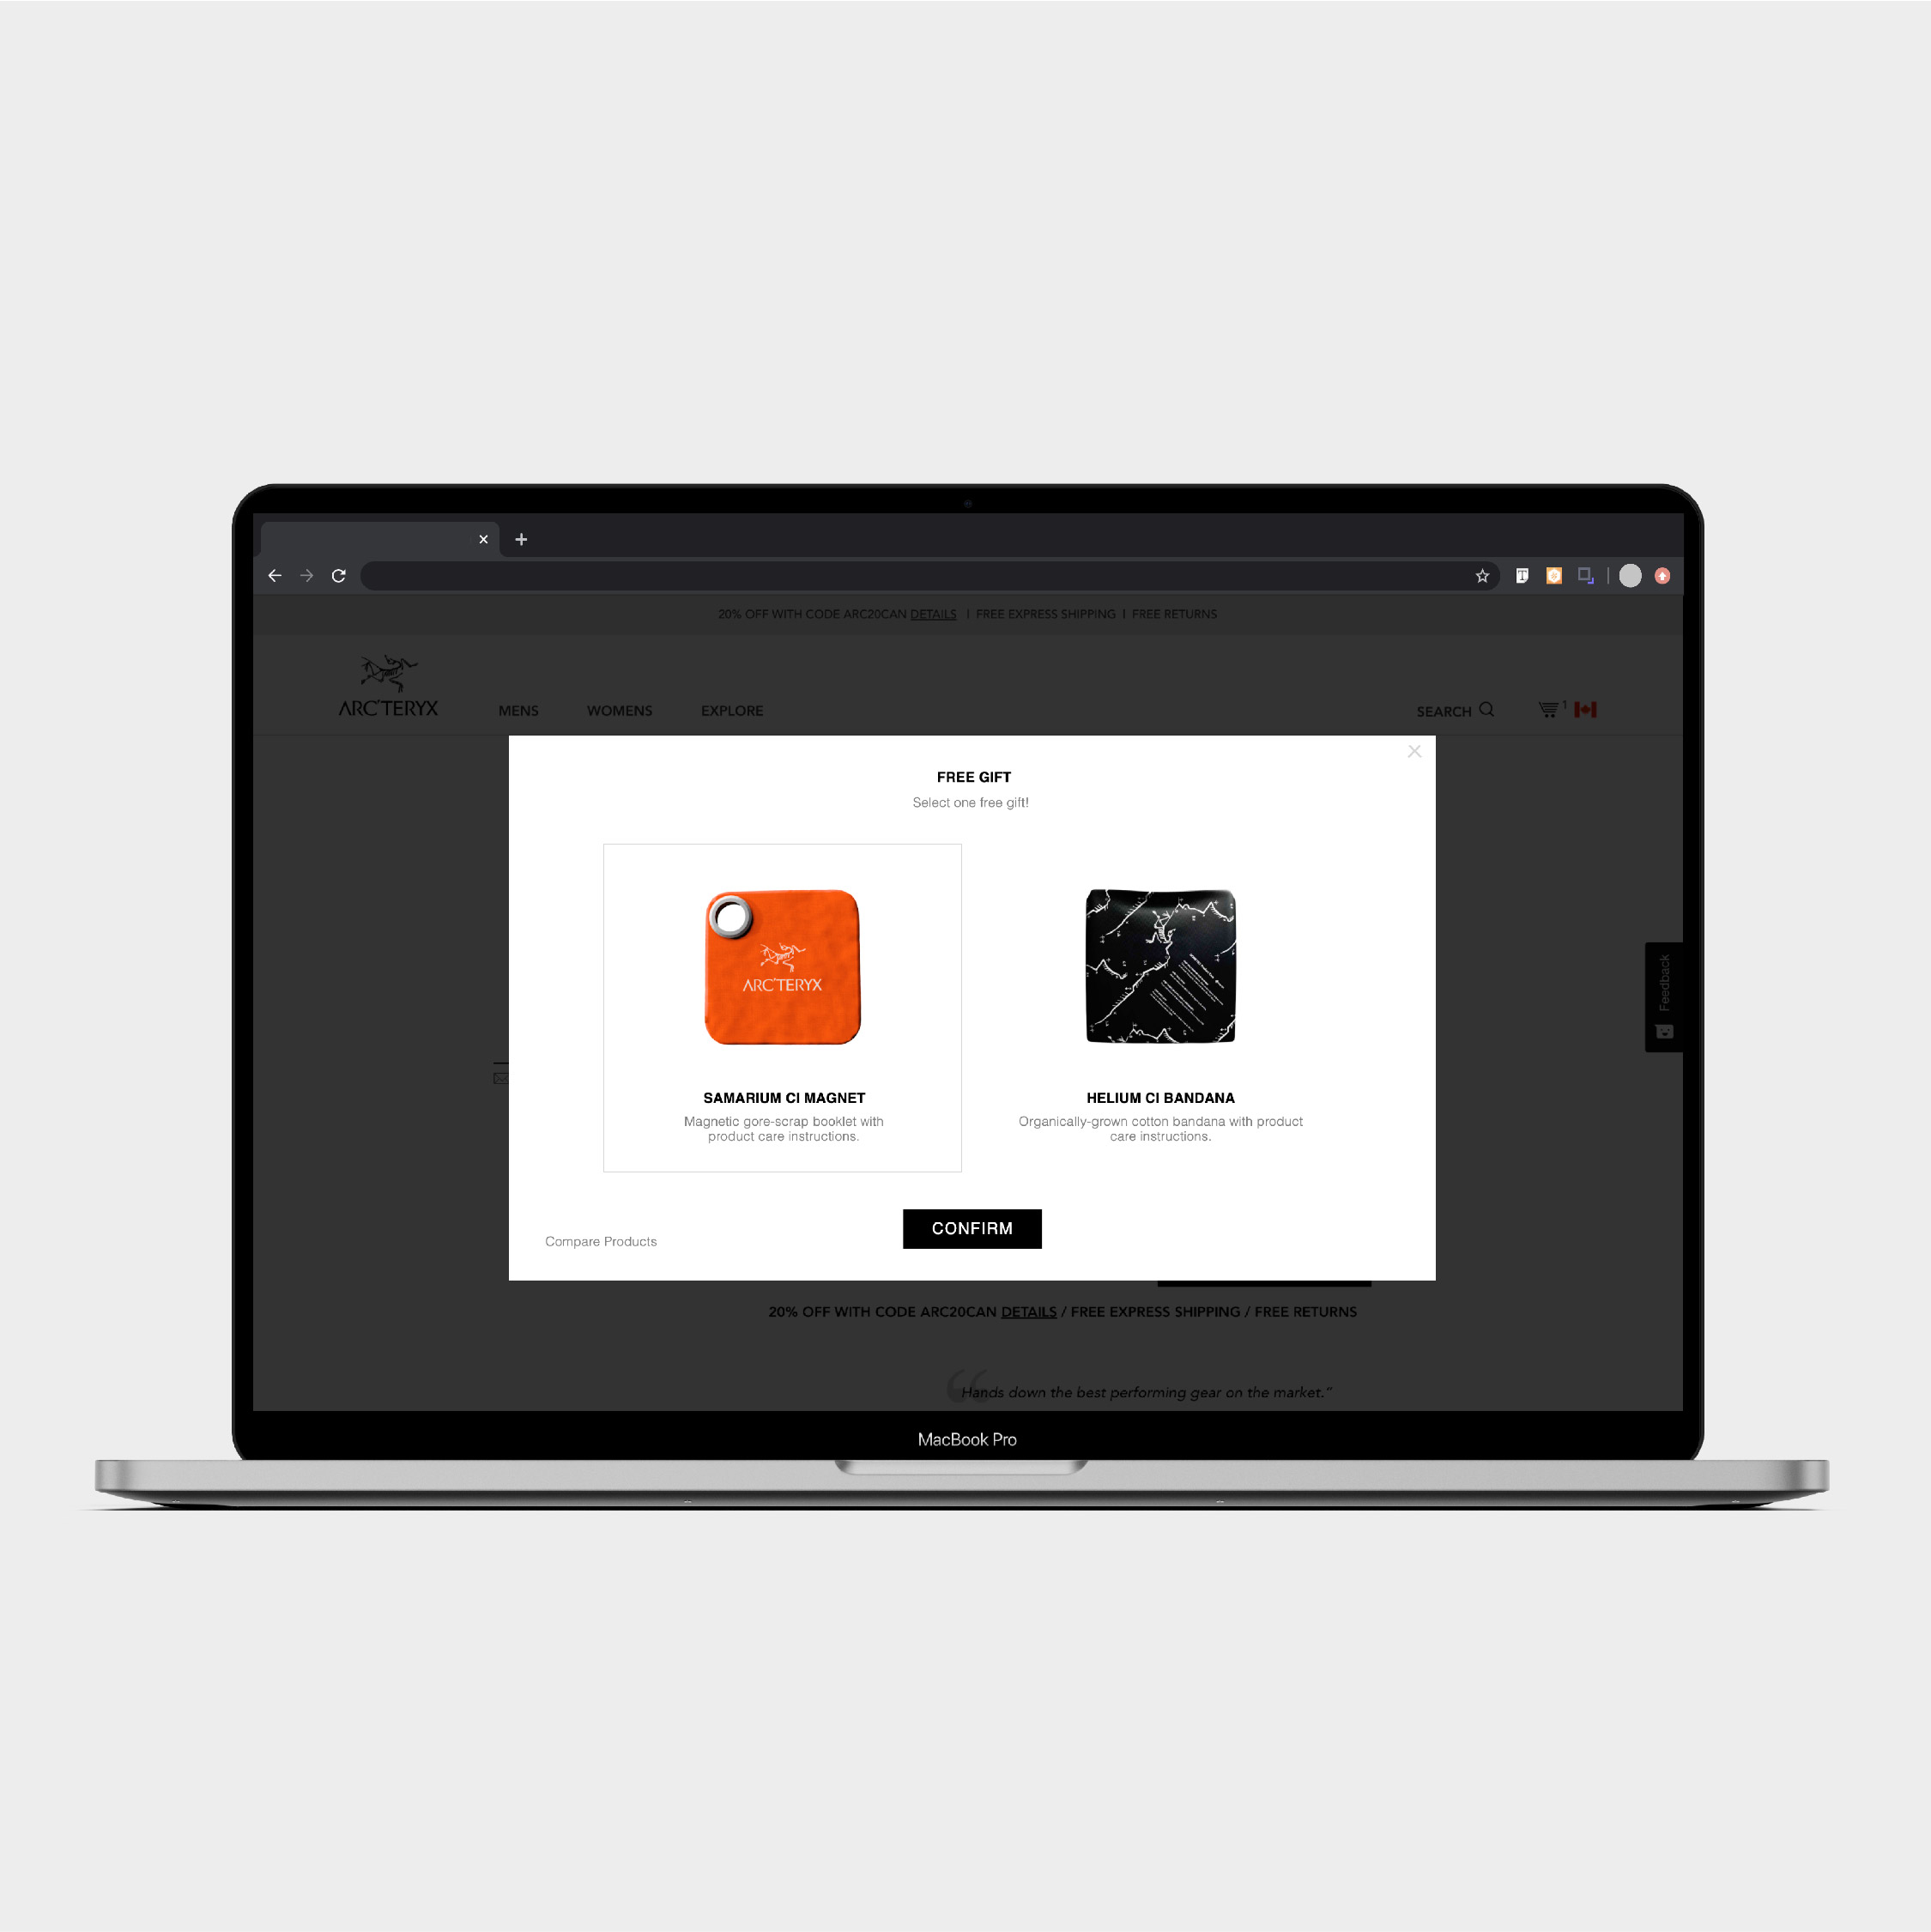 20% OFF WITH CODE ARC20CAN DETAILS | FREE EXPRESS SHIPPING | FREE RETURNS
ARC'TERYX
MENS
WOMENS
EXPLORE
SEARCH
1
FREE GIFT
Select one free gift!
ARC'TERYX
SAMARIUM CI MAGNET
Magnetic gore-scrap booklet with
product care instructions.
HELIUM CI BANDANA
Organically-grown cotton bandana with product
care instructions.
Feedback
CONFIRM
Compare Products
20% OFF WITH CODE ARC20CAN DETAILS / FREE EXPRESS SHIPPING / FREE RETURNS
“Hands down the best performing gear on the market.”
MacBook Pro